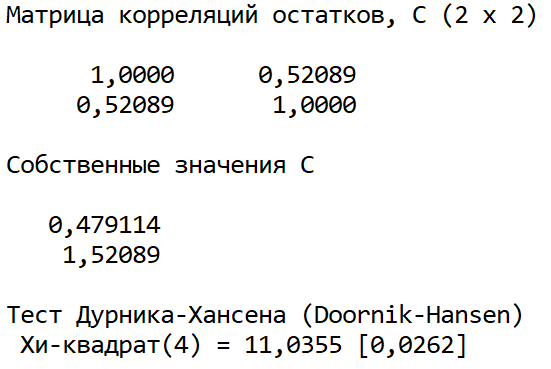 Матрица корреляций остатков, C (2 x 2)
1,0000 0,52089
0,52089 1,0000
Собственные значения C
0,479114
1,52089
Тест Дурника-Хансена (Doornik-Hansen)
Хи-квадрат(4) = 11,0355 [0,0262]